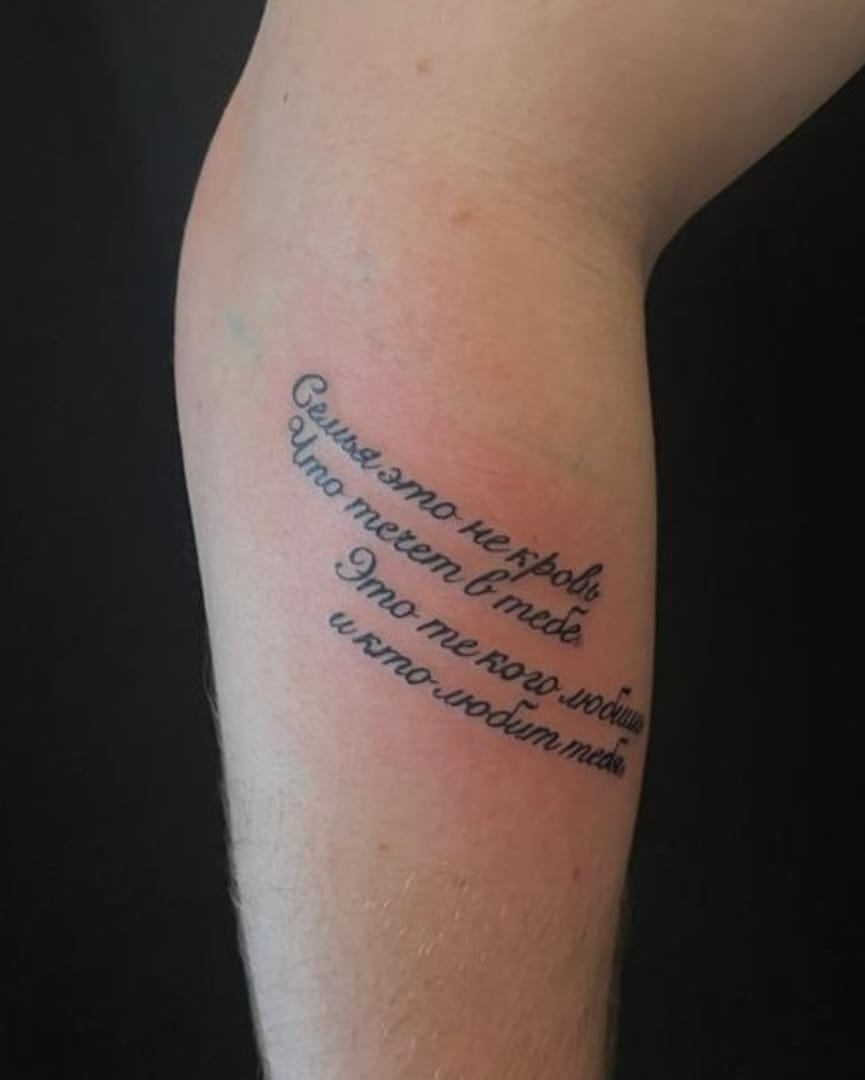 Семья это не кровь
Что течет в тебе.
Это те кого любишь
и кто любит тебя.